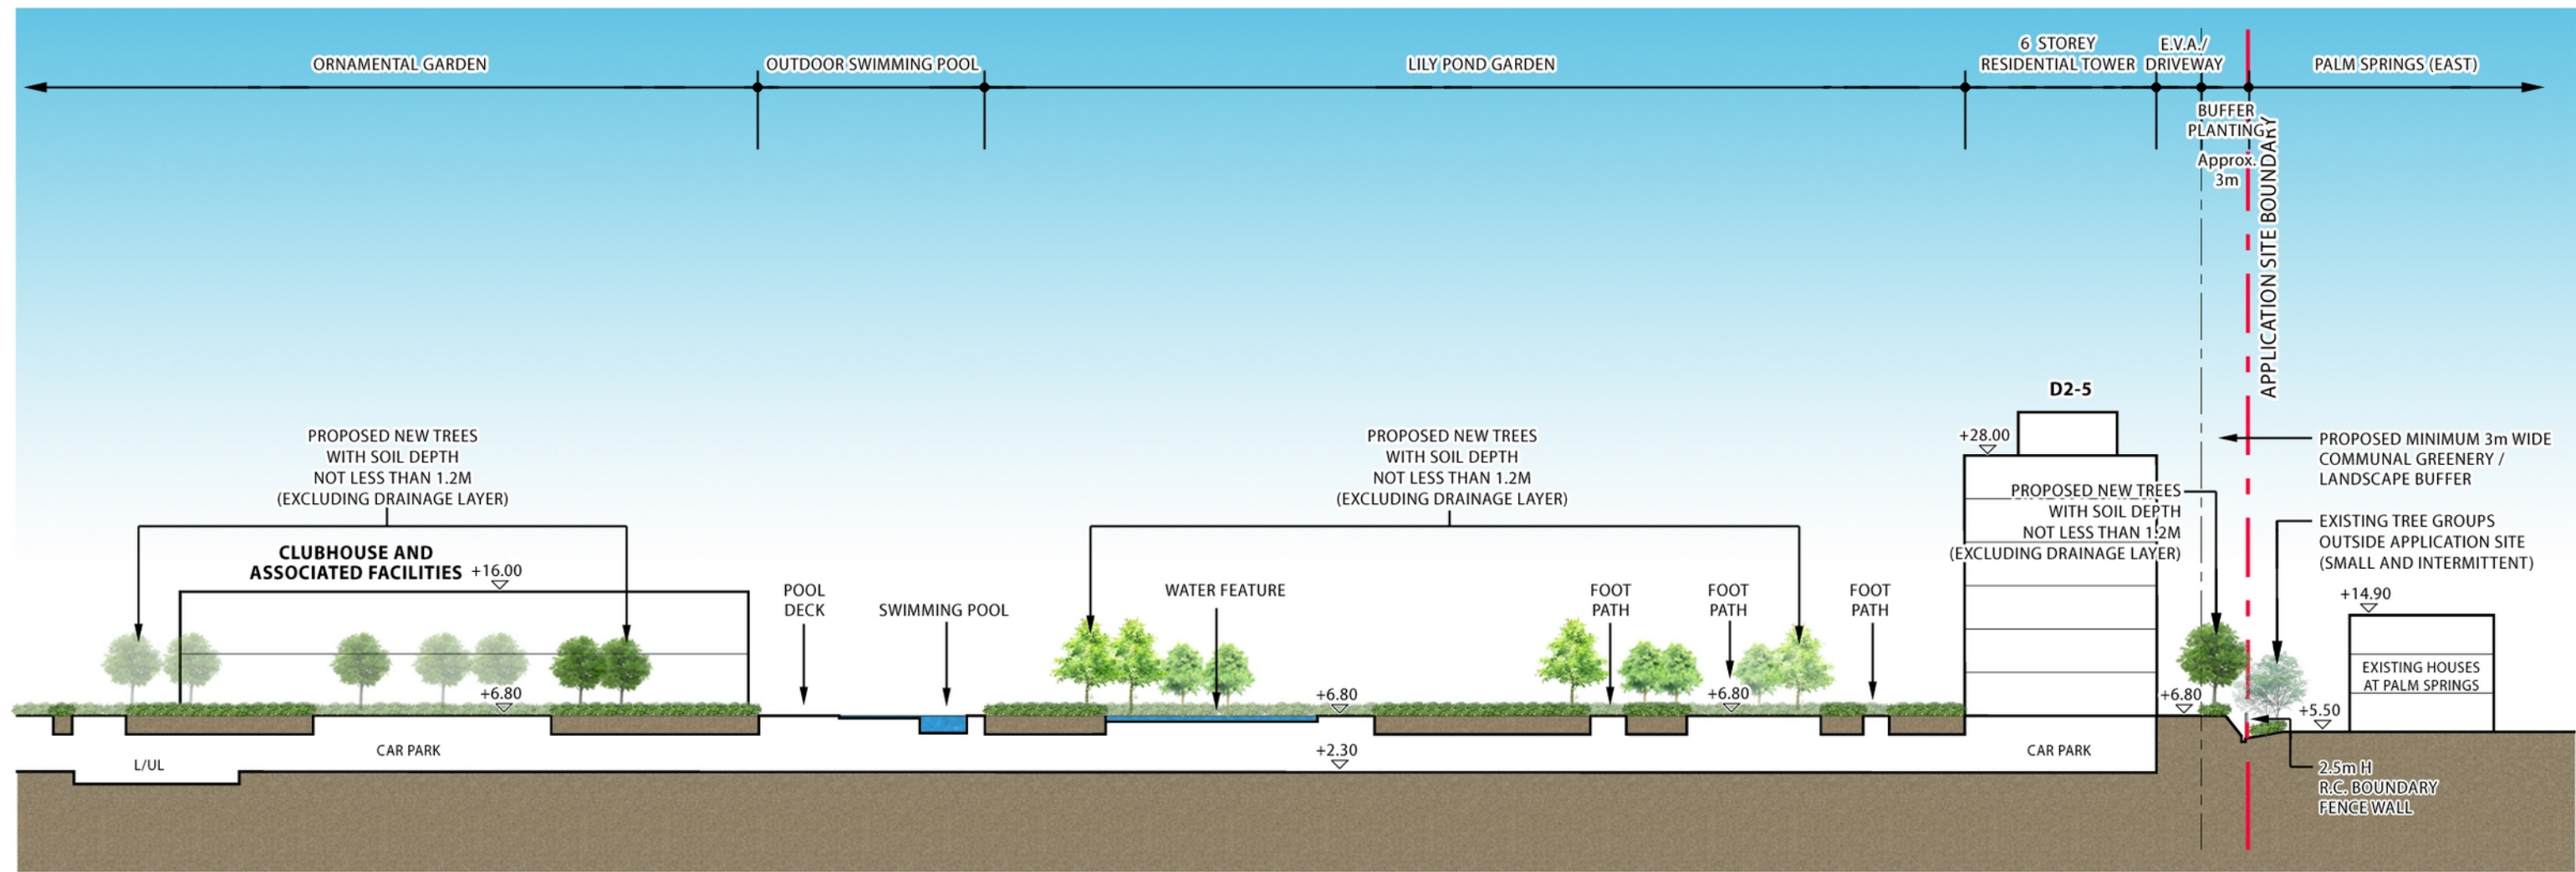 ORNAMENTAL GARDEN
OUTDOOR SWIMMING POOL
LILY POND GARDEN
6 STOREY
RESIDENTIAL TOWER
E.V.A./
DRIVEWAY
PALM SPRINGS (EAST)
BUFFER
PLANTING
Approx.
3m
APPLICATION SITE BOUNDARY
D2-5
+28.00
PROPOSED NEW TREES
WITH SOIL DEPTH
NOT LESS THAN 1.2M
(EXCLUDING DRAINAGE LAYER)
PROPOSED NEW TREES
WITH SOIL DEPTH
NOT LESS THAN 1.2M
(EXCLUDING DRAINAGE LAYER)
PROPOSED MINIMUM 3m WIDE
COMMUNAL GREENERY /
LANDSCAPE BUFFER
PROPOSED NEW TREES
WITH SOIL DEPTH
NOT LESS THAN 1.2M
(EXCLUDING DRAINAGE LAYER)
EXISTING TREE GROUPS
OUTSIDE APPLICATION SITE
(SMALL AND INTERMITTENT)
CLUBHOUSE AND
ASSOCIATED FACILITIES
+16.00
POOL
DECK
SWIMMING POOL
WATER FEATURE
FOOT
PATH
FOOT
PATH
FOOT
PATH
+14.90
EXISTING HOUSES
AT PALM SPRINGS
+6.80
+6.80
+6.80
+6.80
+5.50
L/UL
CAR PARK
+2.30
CAR PARK
2.5m H
R.C. BOUNDARY
FENCE WALL